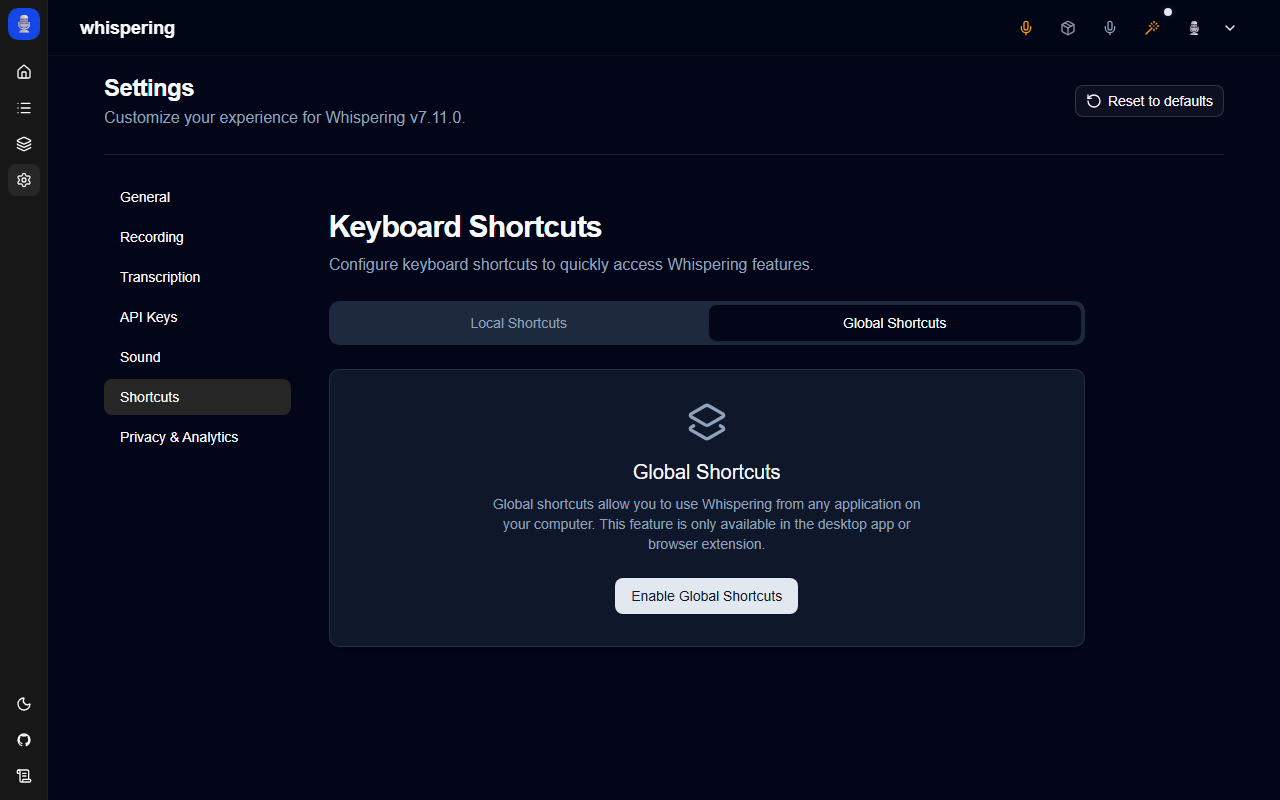 whispering
Settings
Customize your experience for Whispering v7.11.0.
Reset to defaults
General
Recording
Transcription
API Keys
Sound
Shortcuts
Privacy & Analytics
Keyboard Shortcuts
Configure keyboard shortcuts to quickly access Whispering features.
Local Shortcuts
Global Shortcuts
Global Shortcuts
Global shortcuts allow you to use Whispering from any application on
your computer. This feature is only available in the desktop app or
browser extension.
Enable Global Shortcuts